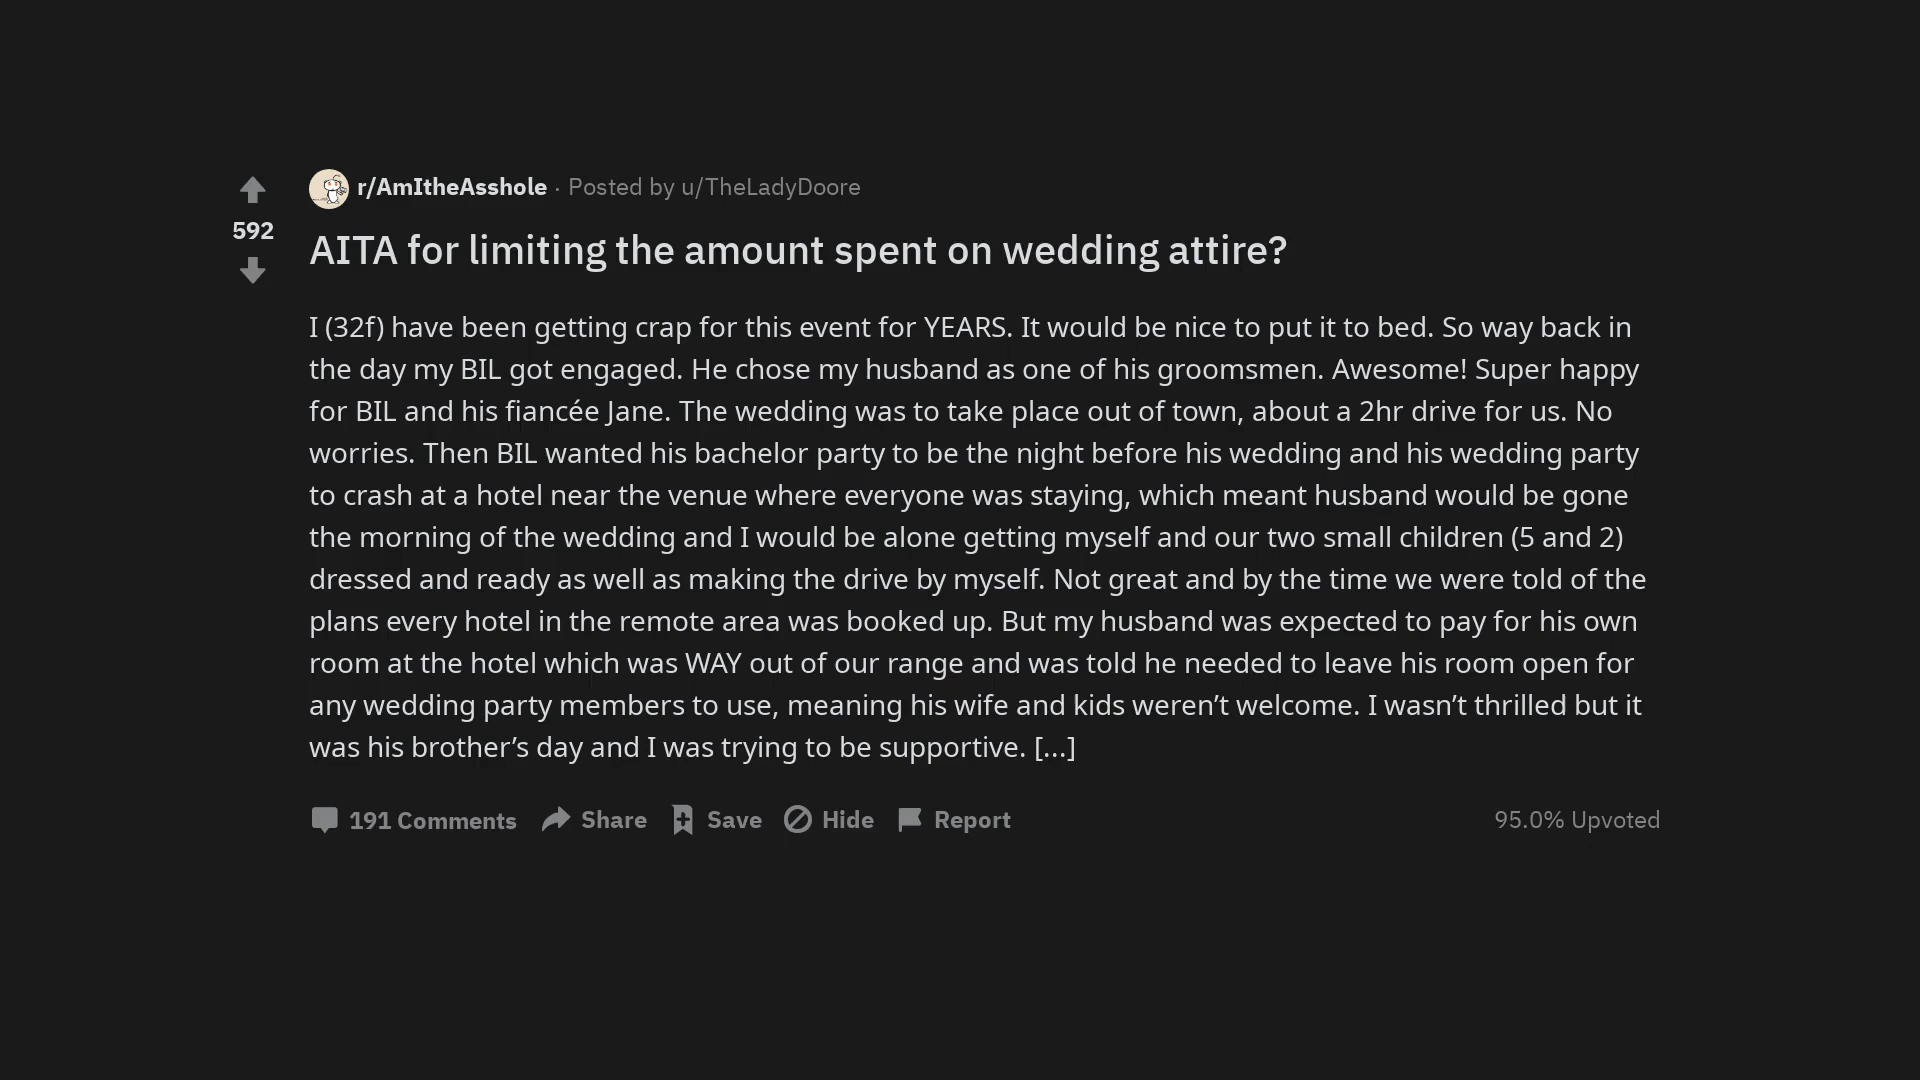 r/AmItheAsshole · Posted by u/TheLadyDoore
592
AITA for limiting the amount spent on wedding attire?
I (32f) have been getting crap for this event for YEARS. It would be nice to put it to bed. So way back in
the day my BIL got engaged. He chose my husband as one of his groomsmen. Awesome! Super happy
for BIL and his fiancée Jane. The wedding was to take place out of town, about a 2hr drive for us. No
worries. Then BIL wanted his bachelor party to be the night before his wedding and his wedding party
to crash at a hotel near the venue where everyone was staying, which meant husband would be gone
the morning of the wedding and I would be alone getting myself and our two small children (5 and 2)
dressed and ready as well as making the drive by myself. Not great and by the time we were told of the
plans every hotel in the remote area was booked up. But my husband was expected to pay for his own
room at the hotel which was WAY out of our range and was told he needed to leave his room open for
any wedding party members to use, meaning his wife and kids weren’t welcome. I wasn’t thrilled but it
was his brother’s day and I was trying to be supportive. [...]
191 Comments Share Save Hide Report 95.0% Upvoted